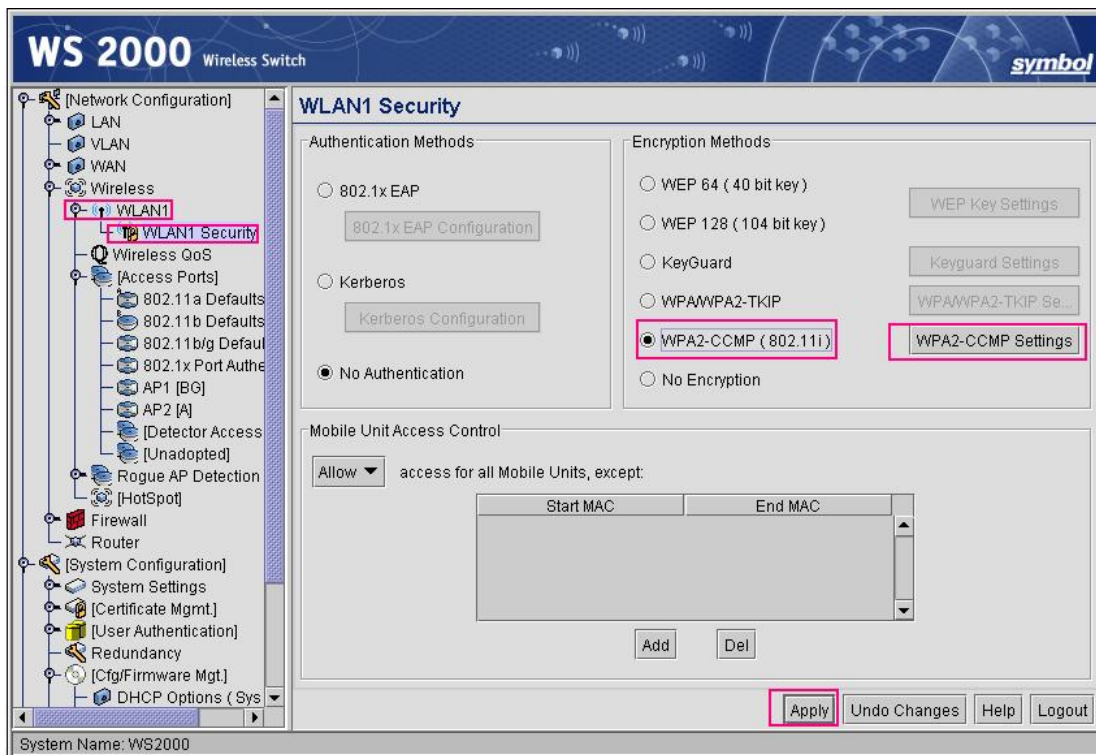 WS 2000 Wireless Switch
symbol
[Network Configuration]
LAN
VLAN
WAN
Wireless
WLAN1
WLAN1 Security
Wireless QoS
[Access Ports]
802.11a Defaults
802.11b Defaults
802.11b/g Defaul
802.1x Port Authe
AP1 [BG]
AP2 [A]
[Detector Access
[Unadopted]
Rogue AP Detection
[HotSpot]
Firewall
Router
[System Configuration]
System Settings
[Certificate Mgmt.]
[User Authentication]
Redundancy
[Cfg/Firmware Mgt.]
DHCP Options ( Sys
WLAN1 Security
Authentication Methods
802.1x EAP
802.1x EAP Configuration
Kerberos
Kerberos Configuration
No Authentication
Encryption Methods
WEP 64 ( 40 bit key )
WEP Key Settings
WEP 128 ( 104 bit key )
KeyGuard
Keyguard Settings
WPA/WPA2-TKIP
WPA/WPA2-TKIP Se...
WPA2-CCMP ( 802.11i )
WPA2-CCMP Settings
No Encryption
Mobile Unit Access Control
Allow access for all Mobile Units, except:
Start MAC End MAC
Add Del
Apply Undo Changes Help Logout
System Name: WS2000